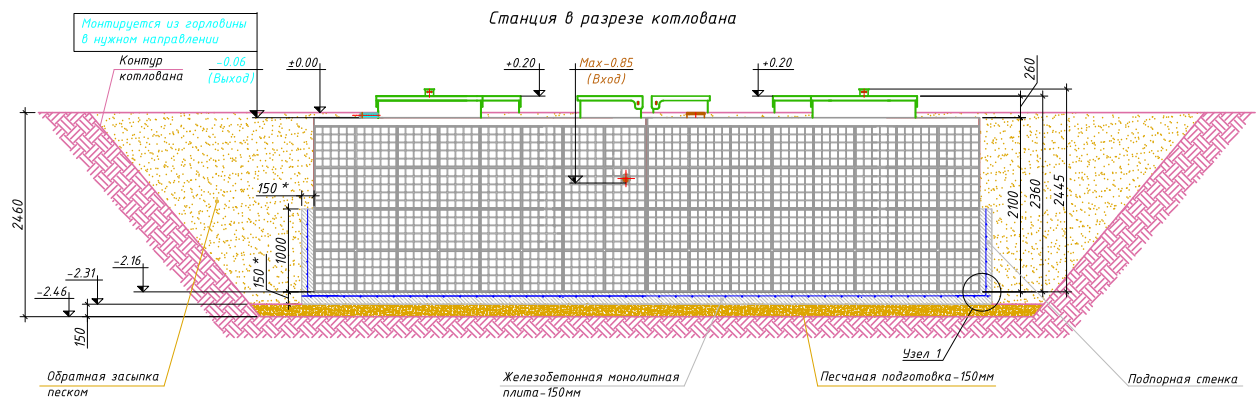 Станция в разрезе котлована
Монтируется из горловины
в нужном направлении
Контур
котлована
-0.06
(Выход)
±0.00
+0.20
Max-0.85
(Вход)
+0.20
260
150 *
2460
1000
150 *
2100
2360
2445
-2.16
-2.31
-2.46
150
Узел 1
Обратная засыпка
песком
Железобетонная монолитная
плита-150мм
Песчаная подготовка-150мм
Подпорная стенка